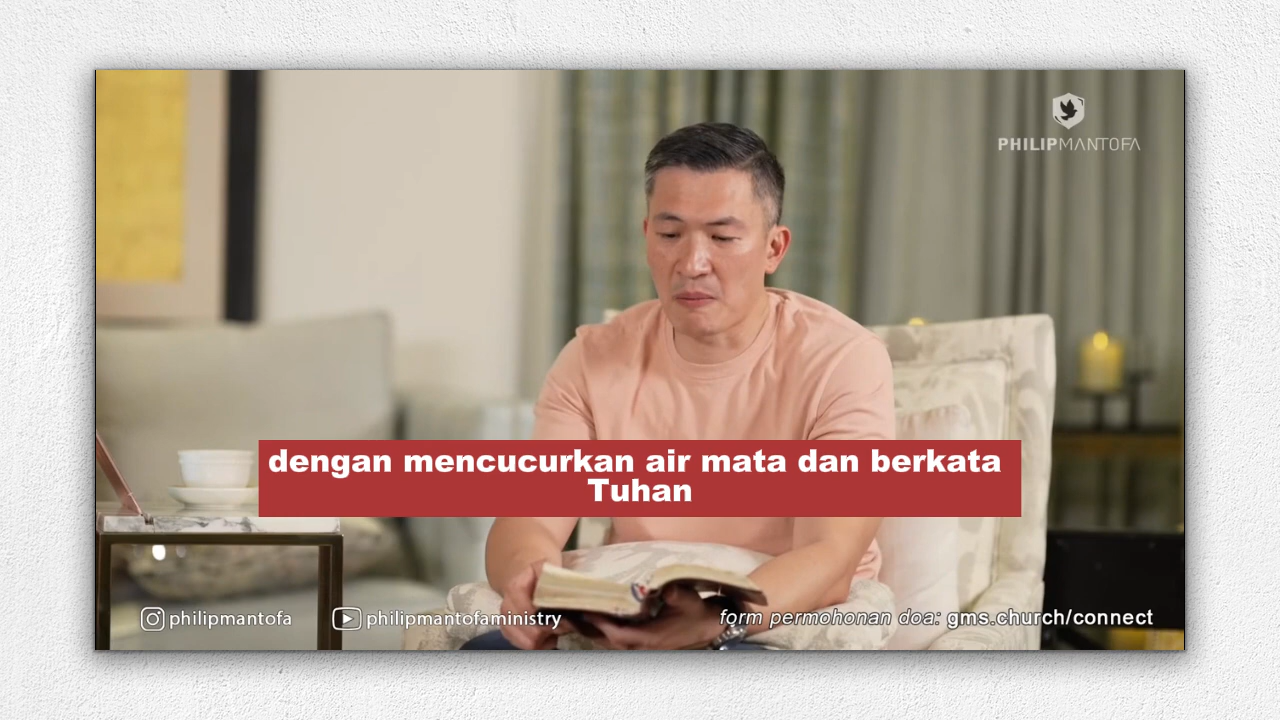 PHILIPMANTOFA
dengan mencucurkan air mata dan berkata
Tuhan
philipmantofa
philipmantofaministry
form permohonan doa: gms.church/connect